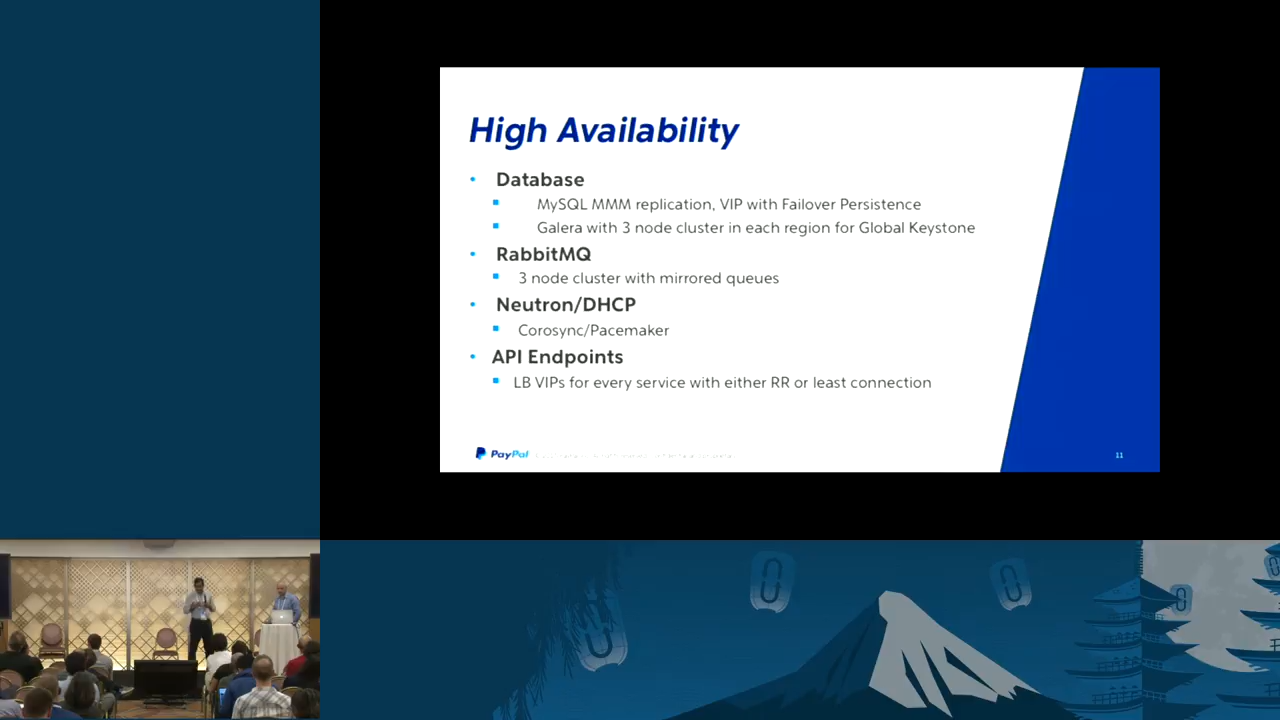 High Availability
• Database
▪ MySQL MMM replication, VIP with Failover Persistence
▪ Galera with 3 node cluster in each region for Global Keystone
• RabbitMQ
▪ 3 node cluster with mirrored queues
• Neutron/DHCP
▪ Corosync/Pacemaker
• API Endpoints
▪ LB VIPs for every service with either RR or least connection
PayPal
11